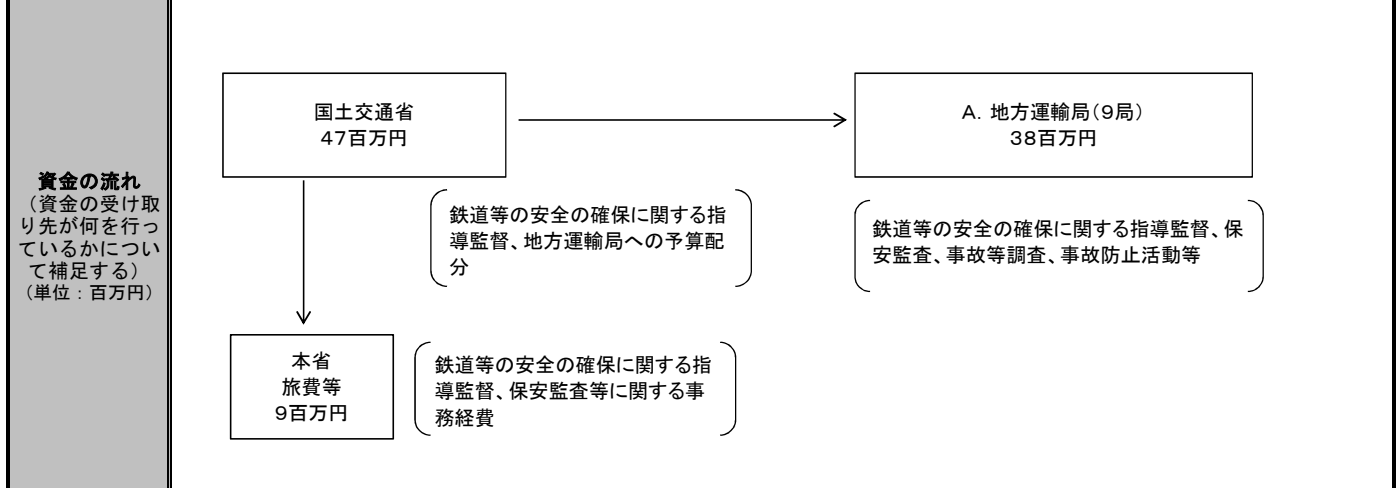 資金の流れ
（資金の受け取
り先が何を行っ
ているかについ
て補足する）
（単位：百万円）
国土交通省
47百万円
A．地方運輸局（9局）
38百万円
鉄道等の安全の確保に関する指
導監督、地方運輸局への予算配
分
鉄道等の安全の確保に関する指導監督、保
安監査、事故等調査、事故防止活動等
本省
旅費等
9百万円
鉄道等の安全の確保に関する指
導監督、保安監査等に関する事
務経費